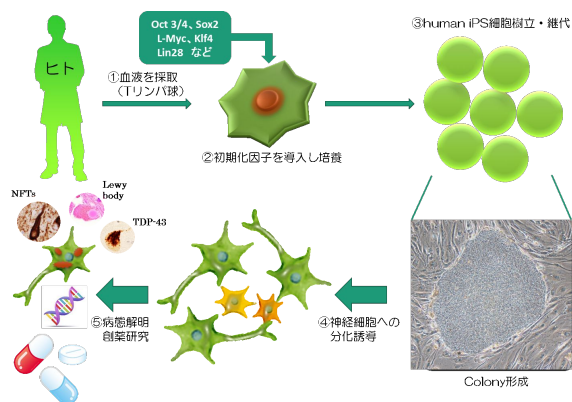 Oct 3/4、Sox2
L-Myc、Klf4
Lin28 など
③human iPS細胞樹立・継代
ヒト
①血液を採取
（Tリンパ球）
②初期化因子を導入し培養
NFTs
Lewy
body
TDP-43
④神経細胞への
分化誘導
⑤病態解明
創薬研究
Colony形成